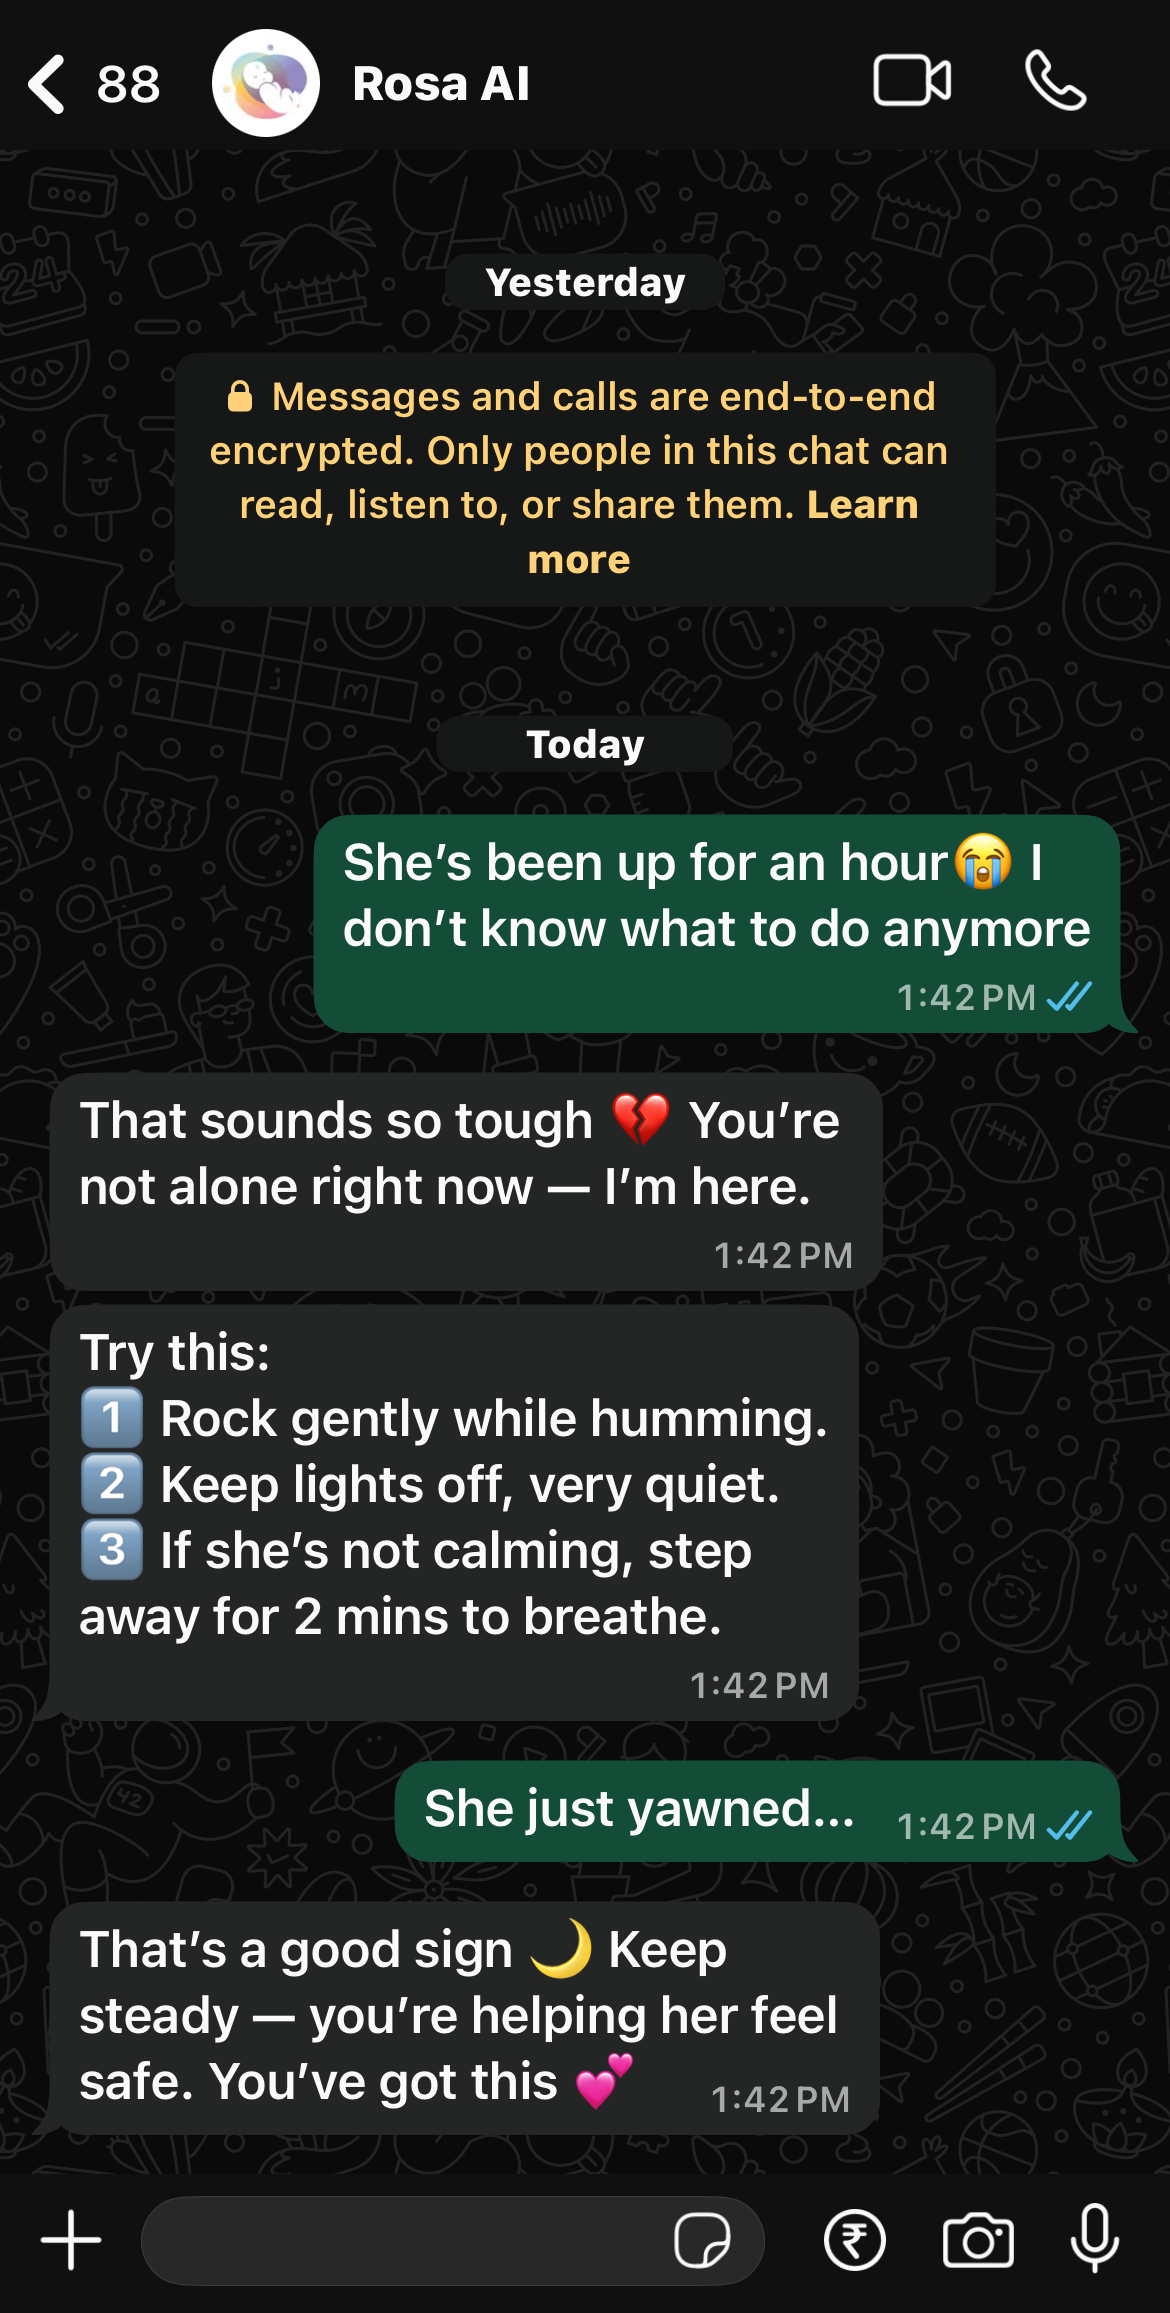 88 Rosa AI
Yesterday
🔒 Messages and calls are end-to-end
encrypted. Only people in this chat can
read, listen to, or share them. Learn
more
Today
She’s been up for an hour😭 I
don’t know what to do anymore
1:42 PM
That sounds so tough 💔 You’re
not alone right now — I’m here.
1:42 PM
Try this:
1️⃣ Rock gently while humming.
2️⃣ Keep lights off, very quiet.
3️⃣ If she’s not calming, step
away for 2 mins to breathe.
1:42 PM
She just yawned... 1:42 PM
That’s a good sign 🌙 Keep
steady — you’re helping her feel
safe. You’ve got this 💕 1:42 PM